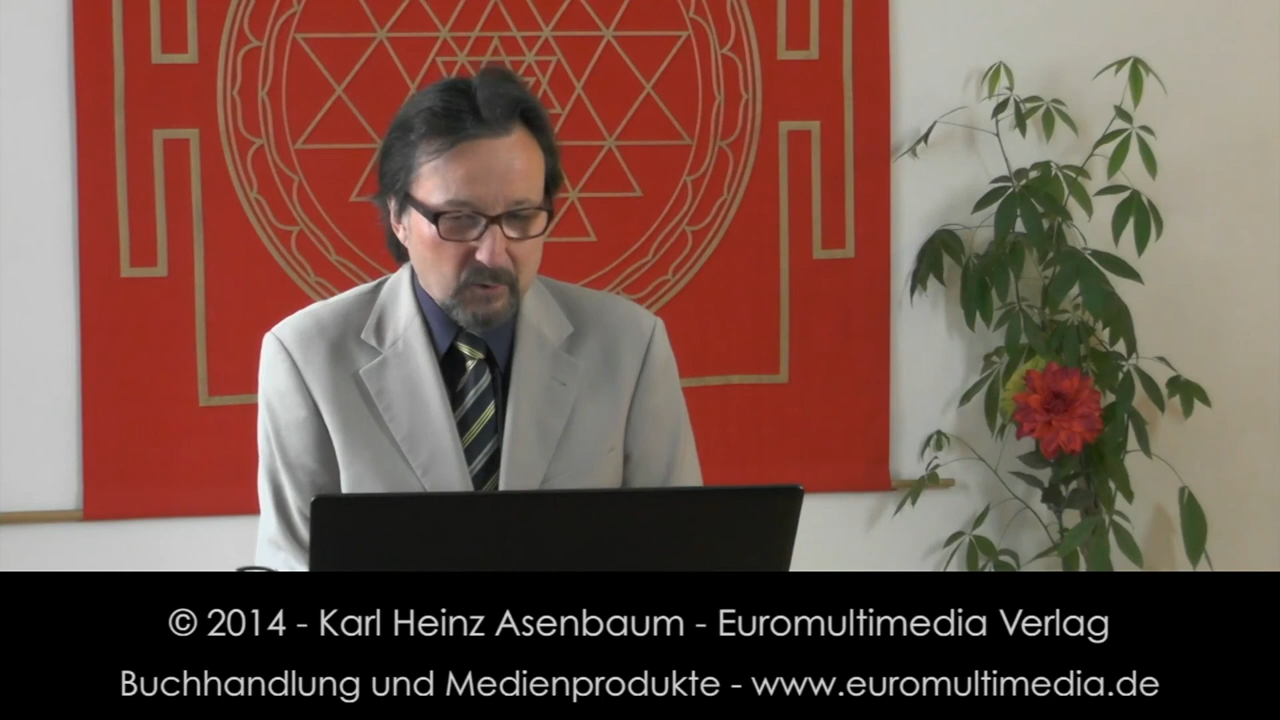 © 2014 - Karl Heinz Asenbaum - Euromultimedia Verlag
Buchhandlung und Medienprodukte - www.euromultimedia.de